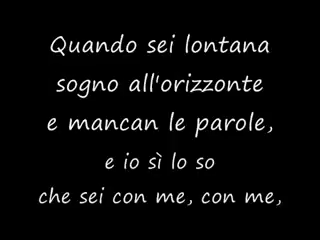 Quando sei lontana
sogno all'orizzonte
e mancan le parole,
e io sì lo so
che sei con me, con me,